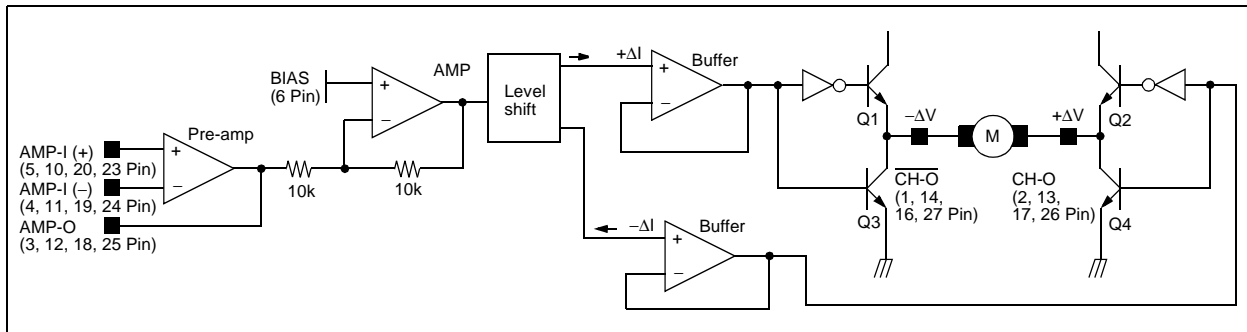 AMP-I (+)
(5, 10, 20, 23 Pin)
AMP-I (−)
(4, 11, 19, 24 Pin)
AMP-O
(3, 12, 18, 25 Pin)
Pre-amp
+
−
10k
10k
BIAS
(6 Pin)
AMP
+
−
Level
shift
+ΔI
Buffer
+
−
−ΔI
Buffer
+
−
Q1
Q3
−ΔV
M
+ΔV
CH-O
(1, 14,
16, 27 Pin)
CH-O
(2, 13,
17, 26 Pin)
Q2
Q4